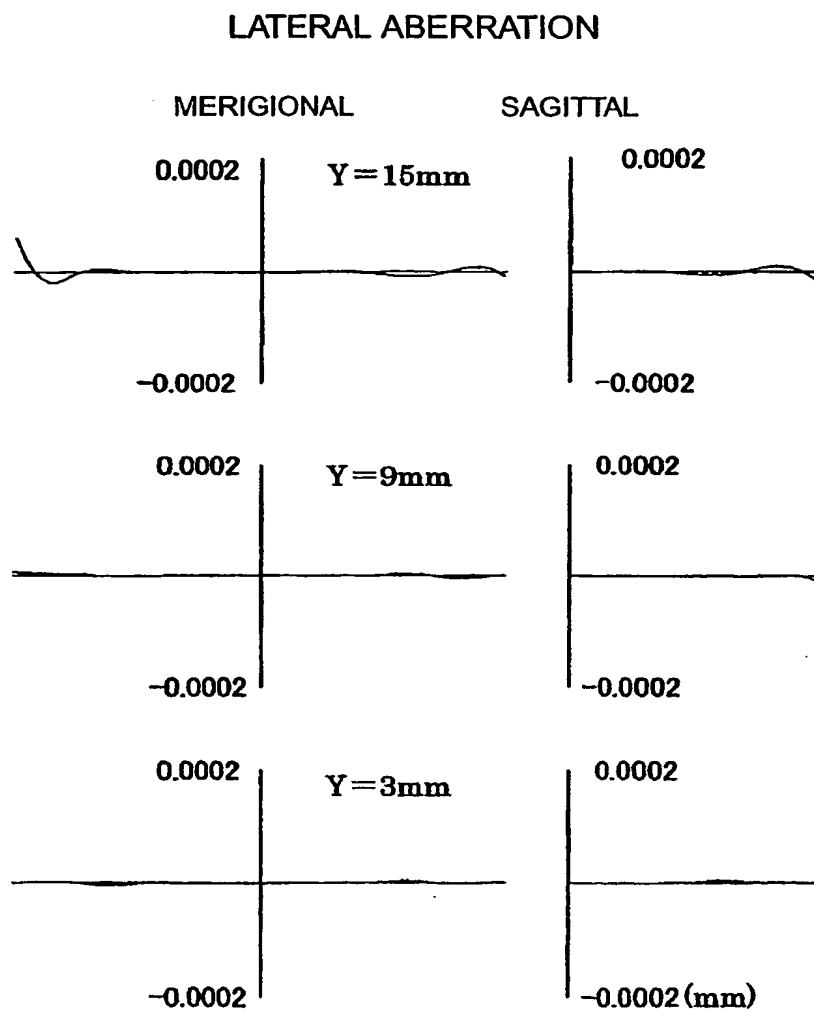 LATERAL ABERRATION
MERIGIONAL SAGITTAL
0.0002 Y=15mm 0.0002
-0.0002 -0.0002
0.0002 Y=9mm 0.0002
-0.0002 -0.0002
0.0002 Y=3mm 0.0002
-0.0002 -0.0002(mm)